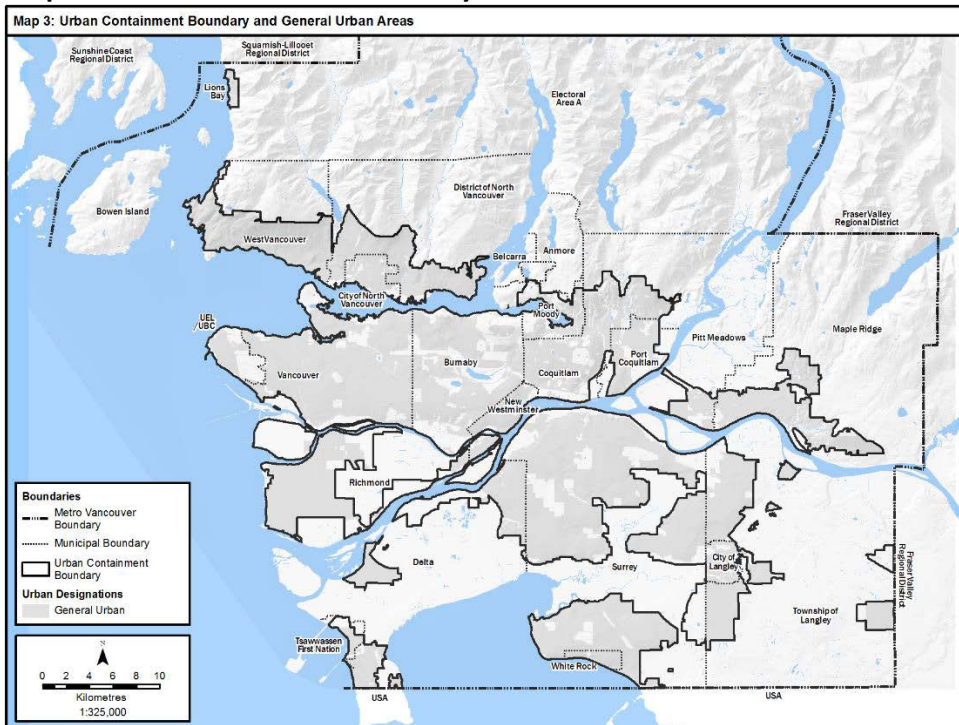 Map 3: Urban Containment Boundary and General Urban Areas
Sunshine Coast
Regional District
Squamish-Lillooet
Regional District
Lions
Bay
Electoral
Area A
Bowen Island
District of North
Vancouver
Fraser Valley
Regional District
West Vancouver
Belcarra
Anmore
City of North
Vancouver
Port
Moody
UEL
/UBC
Pitt Meadows
Maple Ridge
Vancouver
Burnaby
Coquitlam
Port
Coquitlam
New
Westminster
Richmond
Delta
Surrey
City of
Langley
Fraser Valley
Regional District
Township of
Langley
Tsawwassen
First Nation
White Rock
USA
USA
Boundaries
Metro Vancouver
Boundary
Municipal Boundary
Urban Containment
Boundary
Urban Designations
General Urban
N
0 2 4 6 8 10
Kilometres
1:325,000